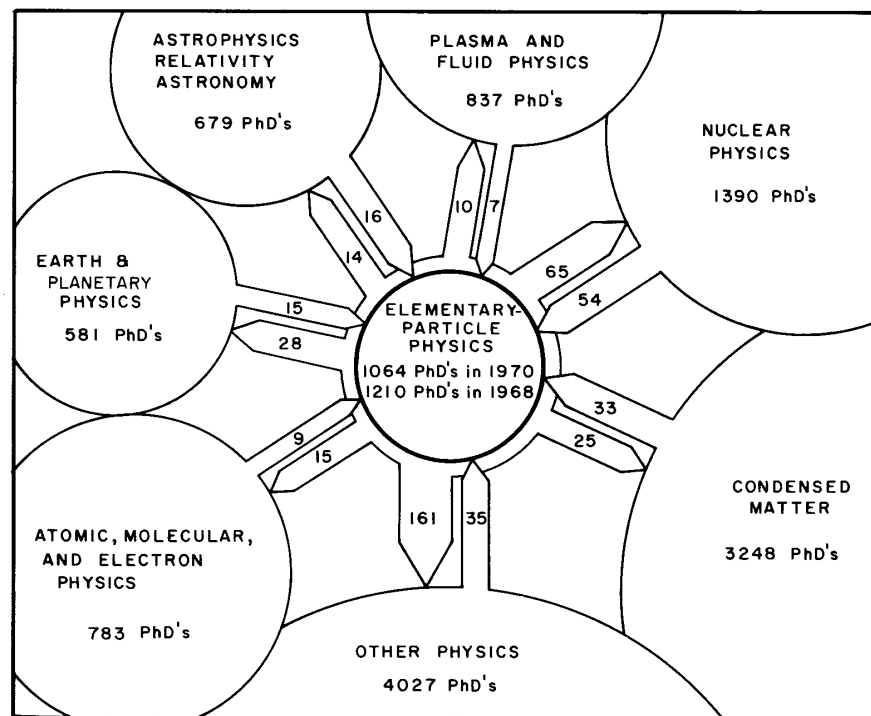 ASTROPHYSICS
RELATIVITY
ASTRONOMY
679 PhD's
PLASMA AND
FLUID PHYSICS
837 PhD's
NUCLEAR
PHYSICS
1390 PhD's
16
14
10
7
65
54
EARTH &
PLANETARY
PHYSICS
581 PhD's
15
28
ELEMENTARY-
PARTICLE
PHYSICS
1064 PhD's in 1970
1210 PhD's in 1968
33
25
9
15
161
35
CONDENSED
MATTER
3248 PhD's
ATOMIC, MOLECULAR,
AND ELECTRON
PHYSICS
783 PhD's
OTHER PHYSICS
4027 PhD's